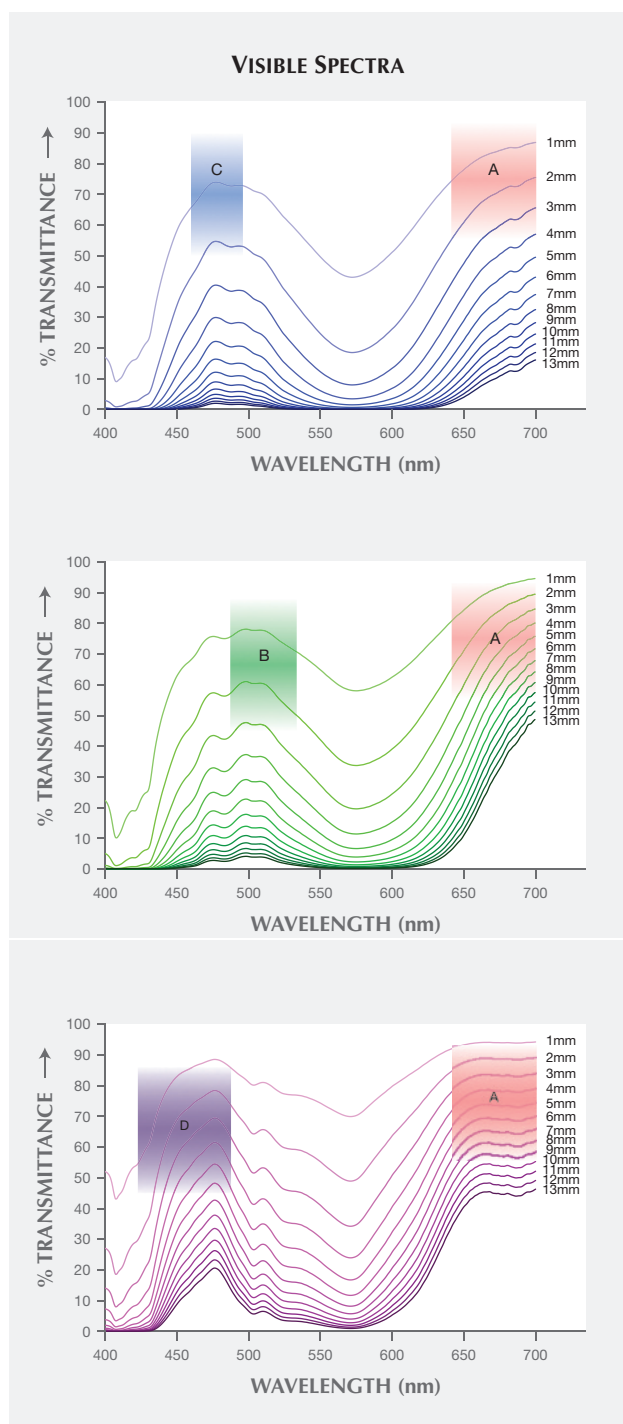 VISIBLE SPECTRA
100
90
80
70
60
50
40
30
20
10
0
% TRANSMITTANCE
C
A
1mm
2mm
3mm
4mm
5mm
6mm
7mm
8mm
9mm
10mm
11mm
12mm
13mm
400 450 500 550 600 650 700
WAVELENGTH (nm)
100
90
80
70
60
50
40
30
20
10
0
% TRANSMITTANCE
B
A
1mm
2mm
3mm
4mm
5mm
6mm
7mm
8mm
9mm
10mm
11mm
12mm
13mm
400 450 500 550 600 650 700
WAVELENGTH (nm)
100
90
80
70
60
50
40
30
20
10
0
% TRANSMITTANCE
D
A
1mm
2mm
3mm
4mm
5mm
6mm
7mm
8mm
9mm
10mm
11mm
12mm
13mm
400 450 500 550 600 650 700
WAVELENGTH (nm)